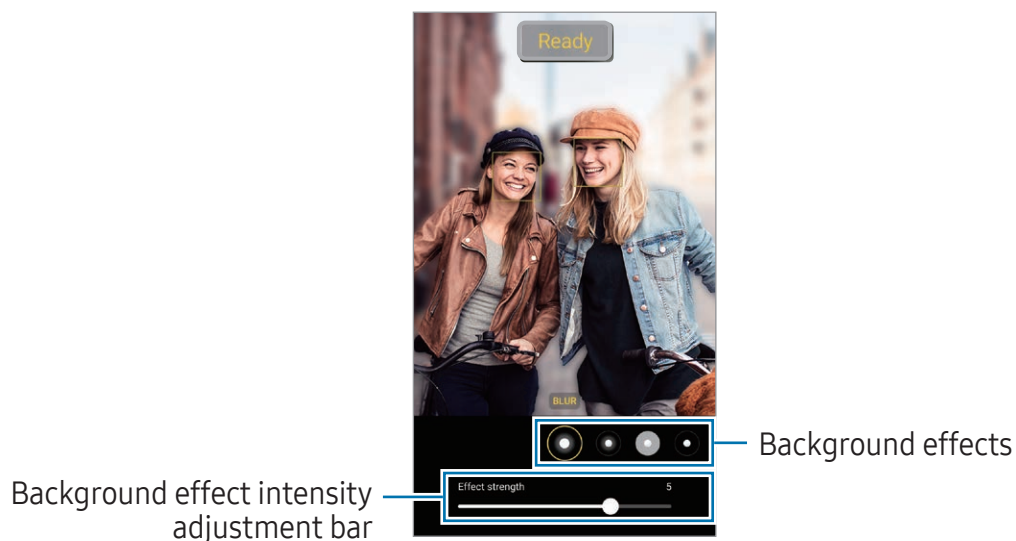 Ready
BLUR
Background effects
Effect strength 5
Background effect intensity
adjustment bar